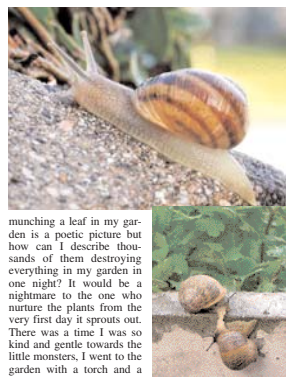 munching a leaf in my gar-
den is a poetic picture but
how can I describe thou-
sands of them destroying
everything in my garden in
one night? It would be a
nightmare to the one who
nurture the plants from the
very first day it sprouts out.
There was a time I was so
kind and gentle towards the
little monsters, I went to the
garden with a torch and a